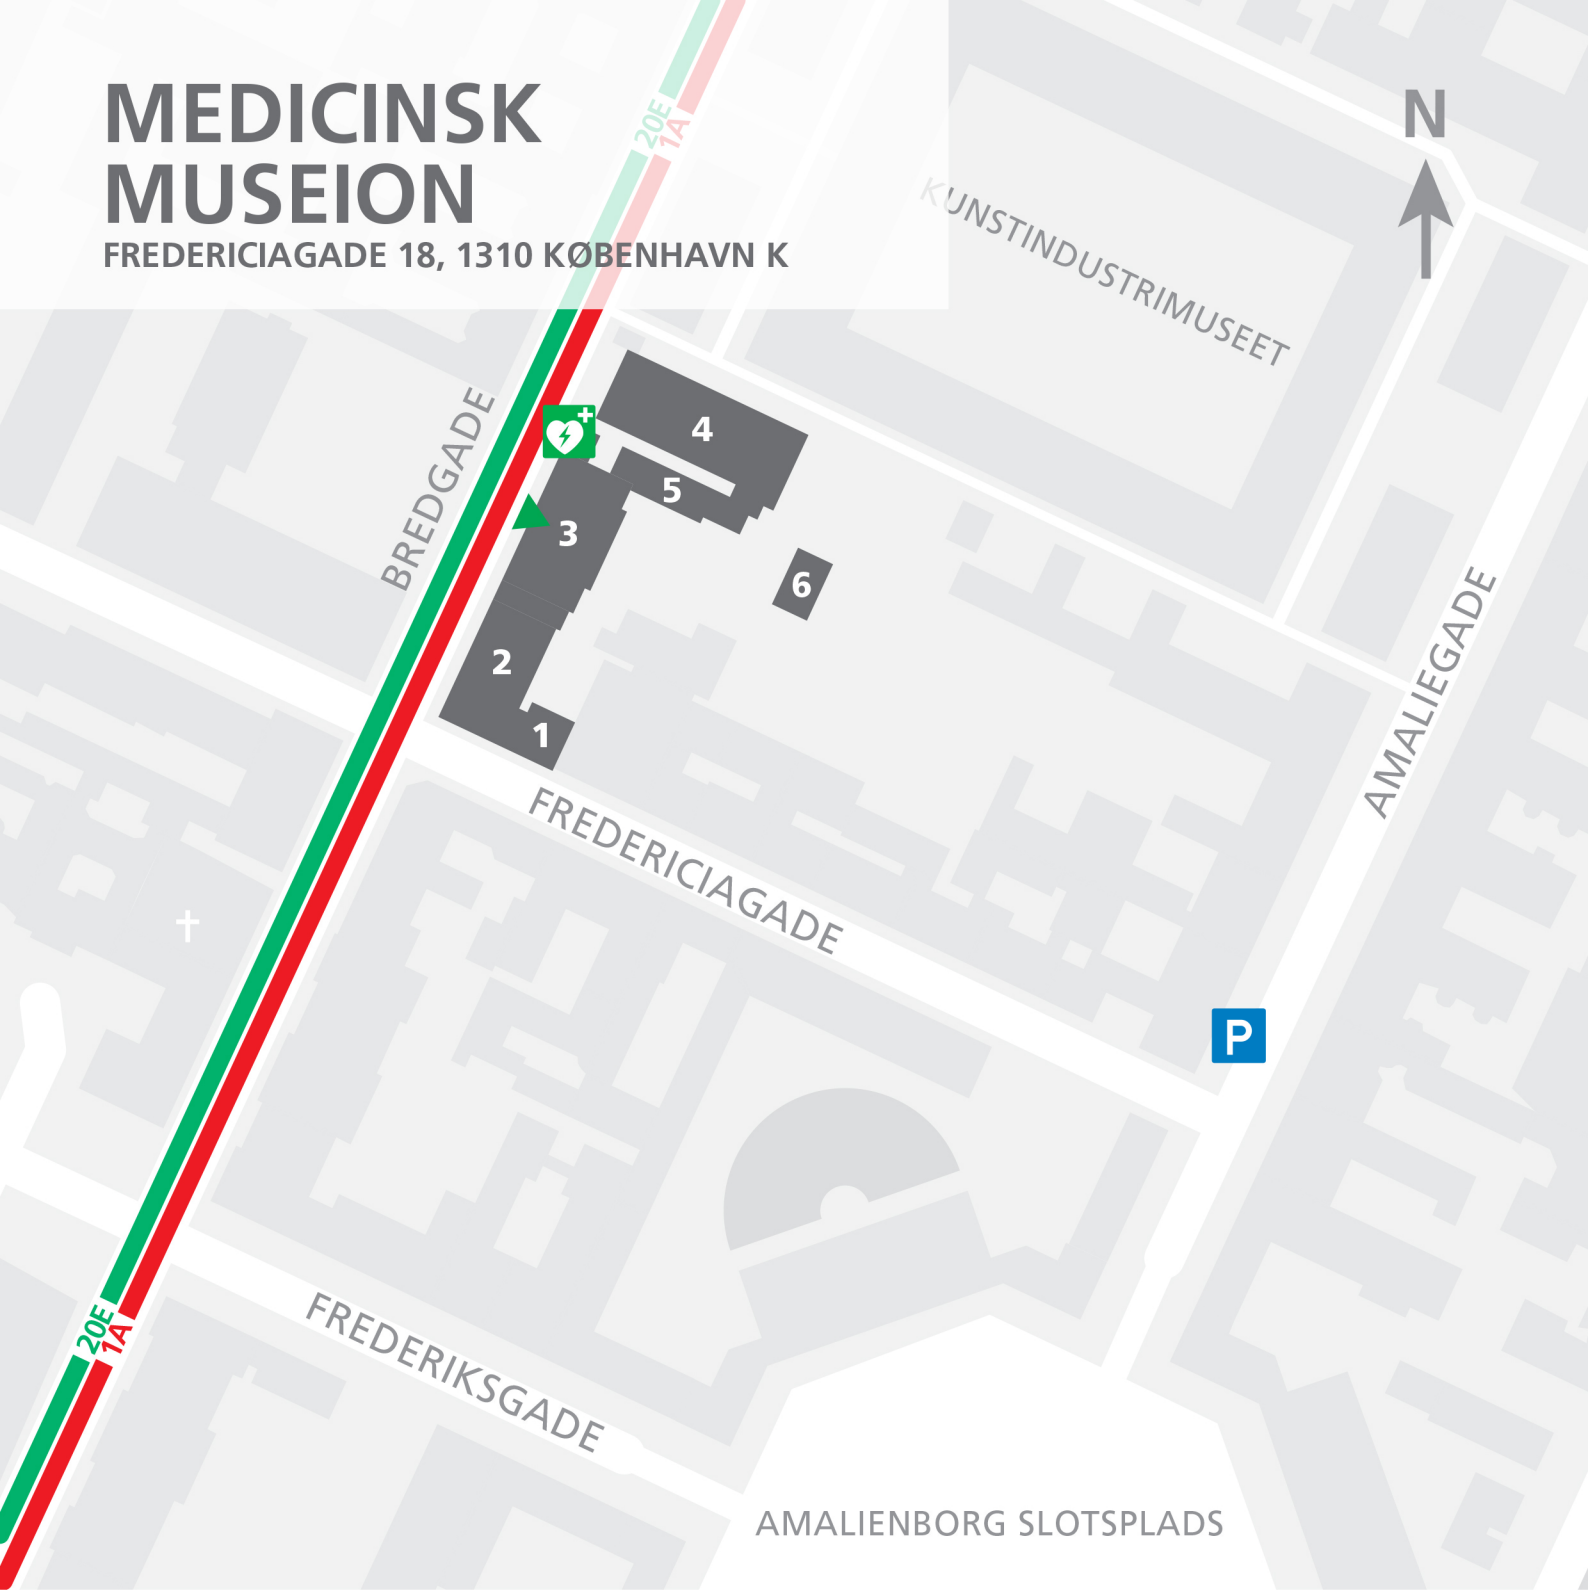 MEDICINSK
MUSEION
FREDERICIAGADE 18, 1310 KØBENHAVN K
20E
1A
N
KUNSTINDUSTRIMUSEET
BREDGADE
4
5
3
6
2
1
AMALIEGADE
FREDERICIAGADE
P
20E
1A
FREDERIKSGADE
AMALIENBORG SLOTSPLADS